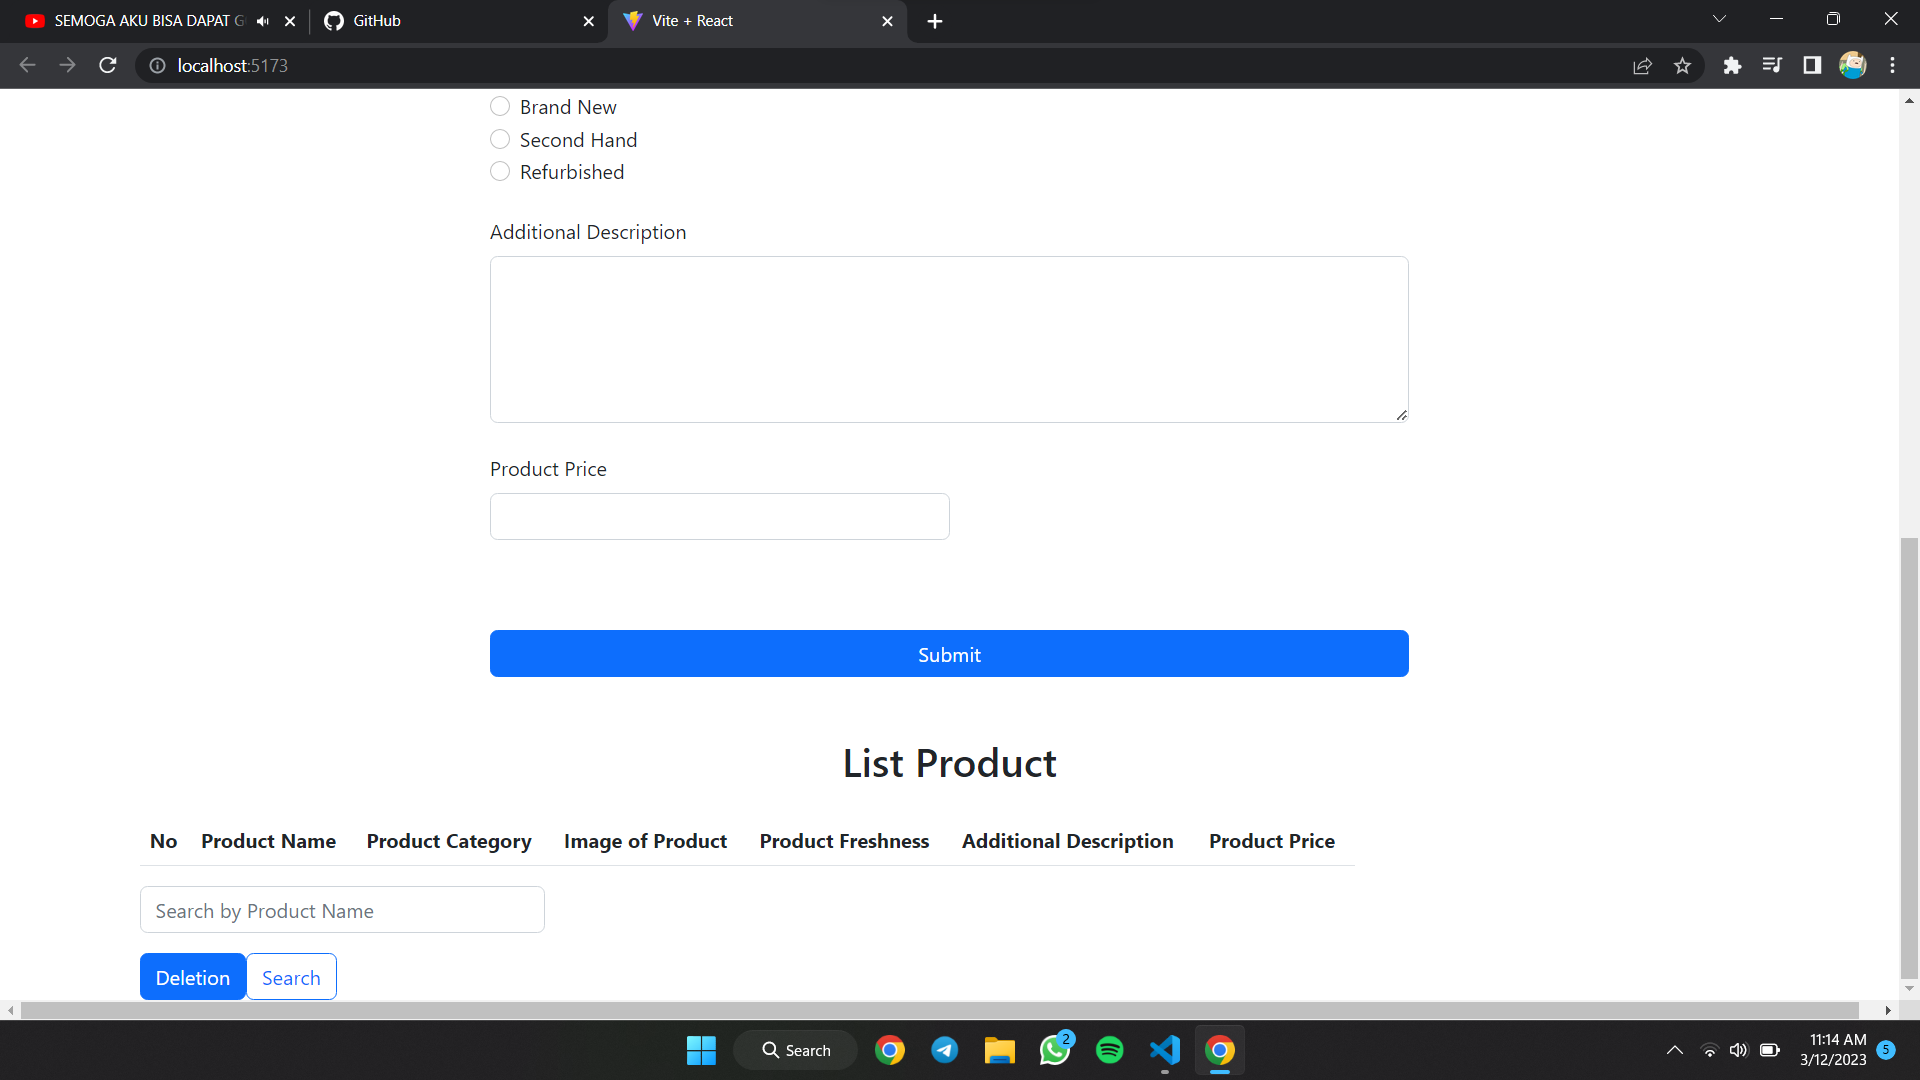 SEMOGA AKU BISA DAPAT G
GitHub
Vite + React
localhost:5173
Brand New
Second Hand
Refurbished
Additional Description
Product Price
Submit
List Product
No Product Name Product Category Image of Product Product Freshness Additional Description Product Price
Search by Product Name
Deletion Search
Search
2
11:14 AM
3/12/2023
5